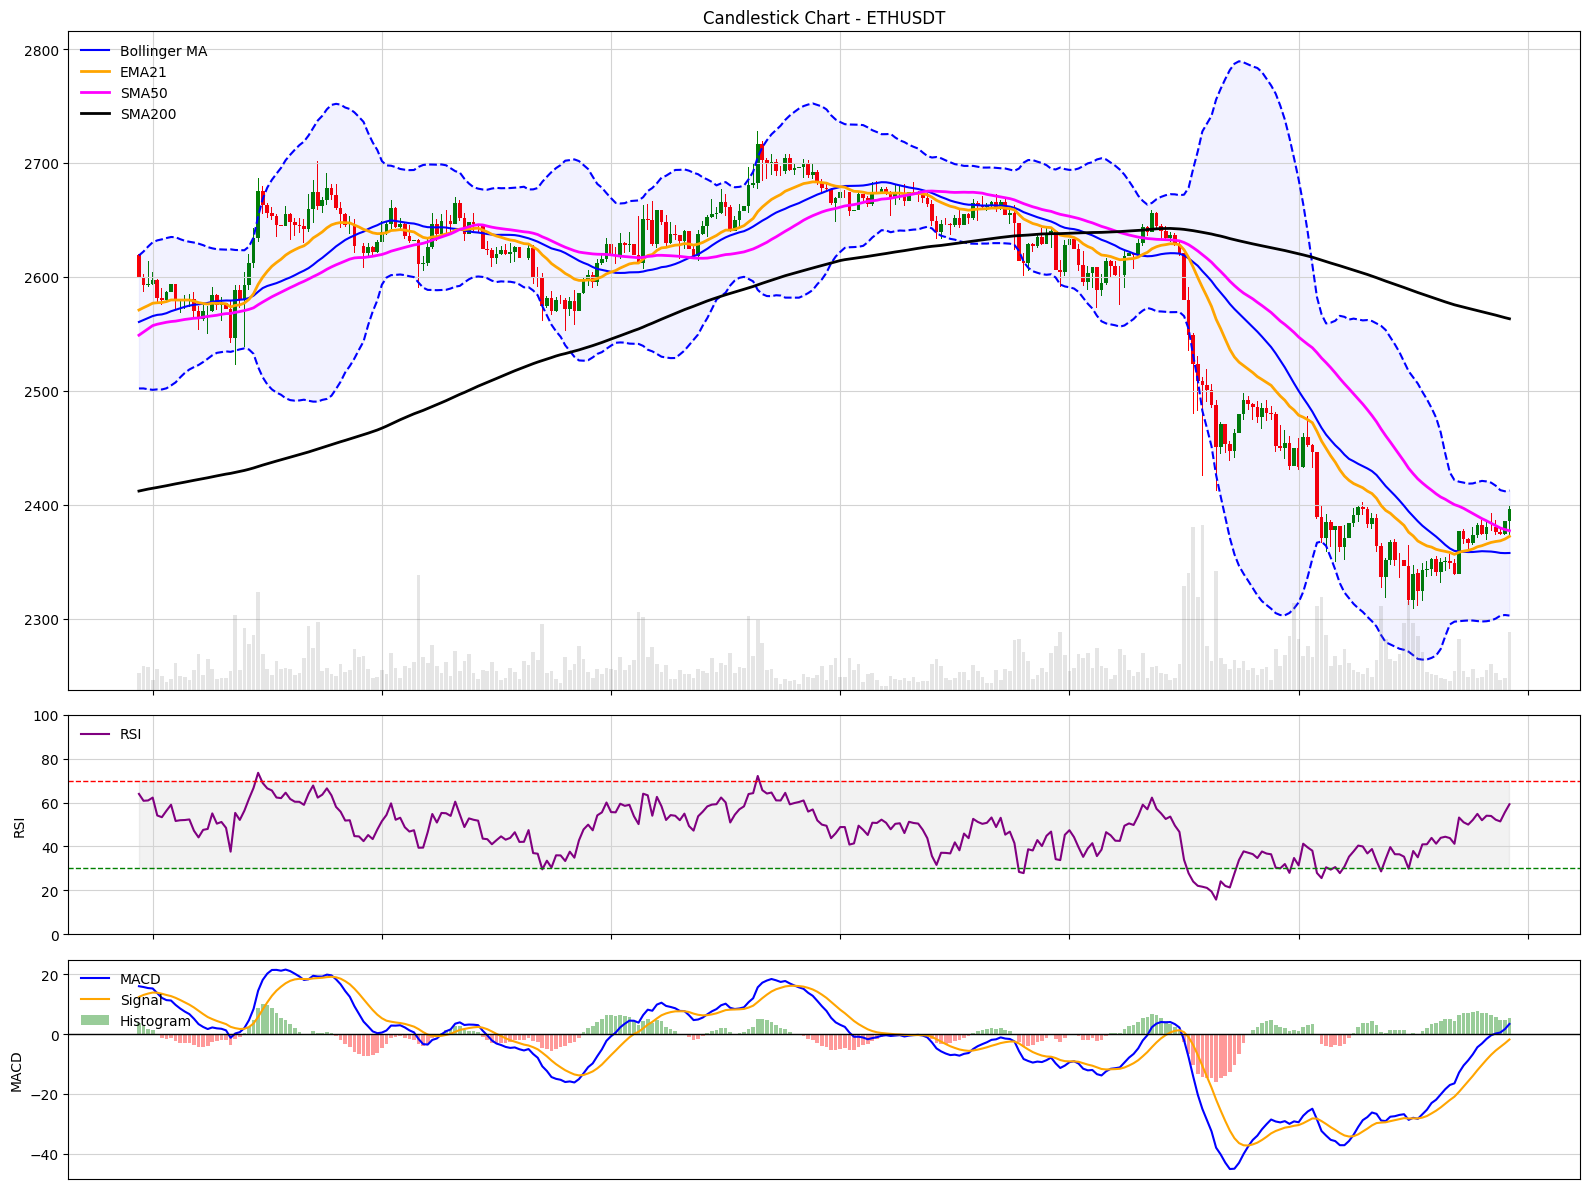 Candlestick Chart - ETHUSDT
2800
2700
2600
2500
2400
2300
Bollinger MA
EMA21
SMA50
SMA200
100
80
60
40
20
0
RSI
RSI
20
0
−20
−40
MACD
MACD
Signal
Histogram